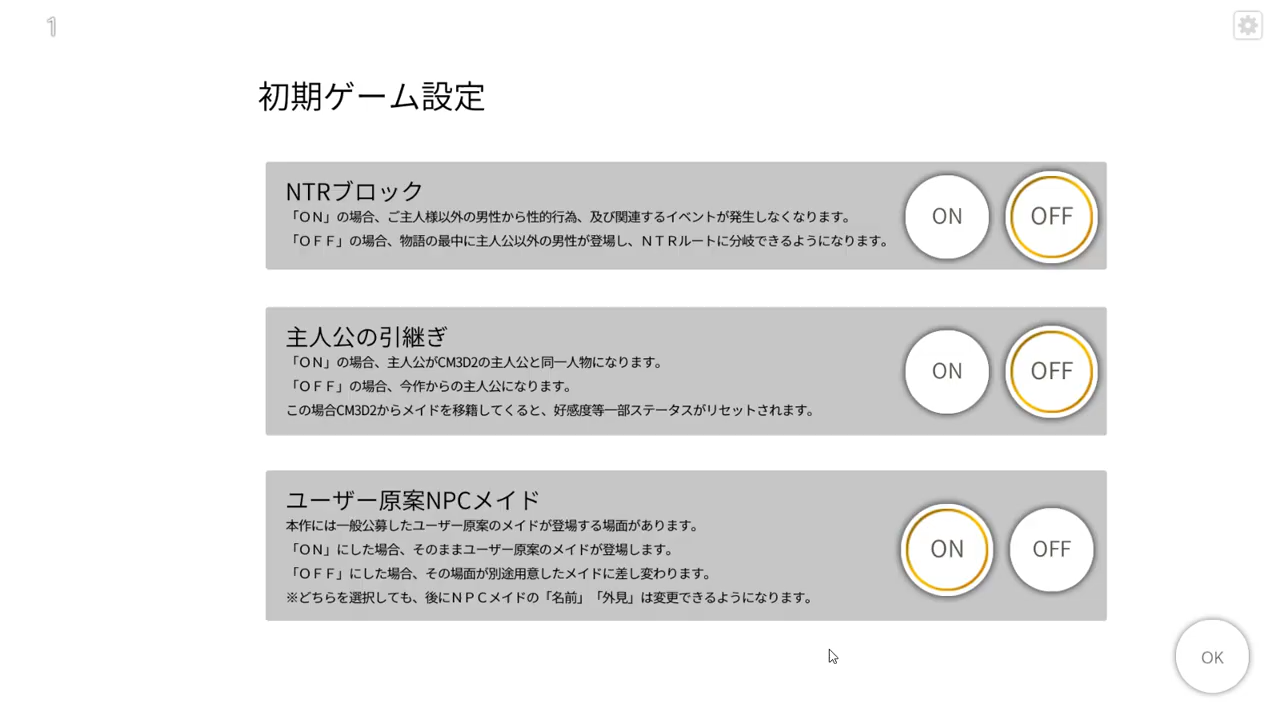 1
初期ゲーム設定
NTRブロック
「ＯＮ」の場合、ご主人様以外の男性から性的行為、及び関連するイベントが発生しなくなります。
「ＯＦＦ」の場合、物語の最中に主人公以外の男性が登場し、ＮＴＲルートに分岐できるようになります。
ON
OFF
主人公の引継ぎ
「ＯＮ」の場合、主人公がCM3D2の主人公と同一人物になります。
「ＯＦＦ」の場合、今作からの主人公になります。
この場合CM3D2からメイドを移籍してくると、好感度等一部ステータスがリセットされます。
ON
OFF
ユーザー原案NPCメイド
本作には一般公募したユーザー原案のメイドが登場する場面があります。
「ＯＮ」にした場合、そのままユーザー原案のメイドが登場します。
「ＯＦＦ」にした場合、その場面が別途用意したメイドに差し変わります。
※どちらを選択しても、後にＮＰＣメイドの「名前」「外見」は変更できるようになります。
ON
OFF
OK